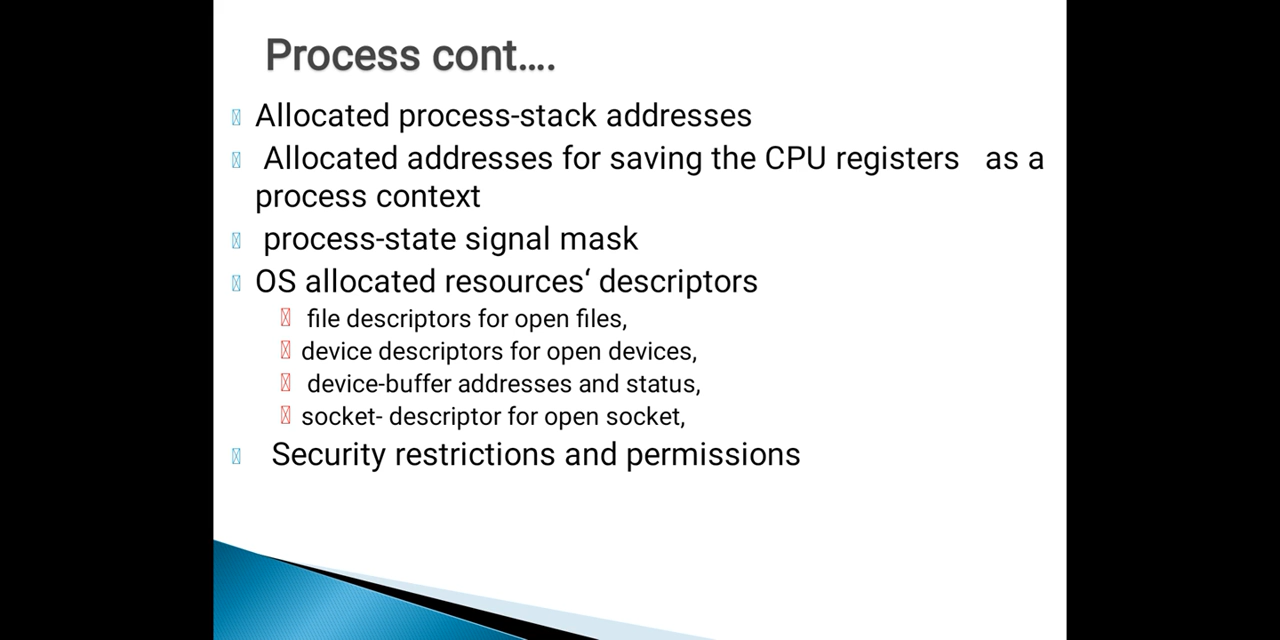 Process cont....
Allocated process-stack addresses
Allocated addresses for saving the CPU registers as a
process context
process-state signal mask
OS allocated resources‘ descriptors
file descriptors for open files,
device descriptors for open devices,
device-buffer addresses and status,
socket- descriptor for open socket,
Security restrictions and permissions